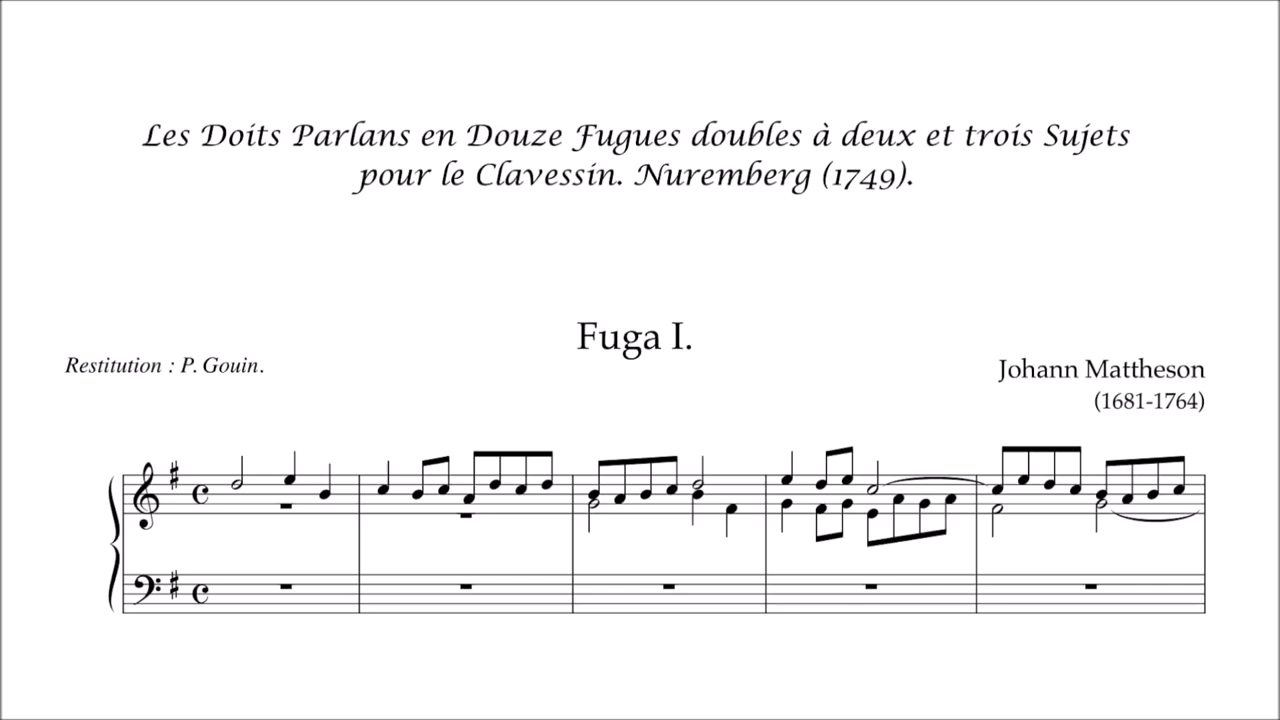 Les Doits Parlans en Douze Fugues doubles à deux et trois Sujets
pour le Clavessin. Nuremberg (1749).
Fuga I.
Restitution : P. Gouin.
Johann Mattheson
(1681-1764)